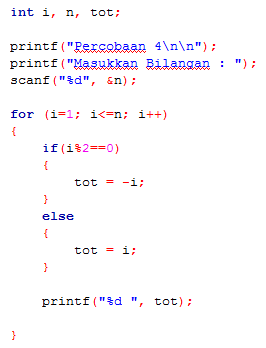 int i, n, tot;
printf("Percobaan 4\n\n");
printf("Masukkan Bilangan : ");
scanf("%d", &n);
for (i=1; i<=n; i++)
{
if(i%2==0)
{
tot = -i;
}
else
{
tot = i;
}
printf("%d ", tot);
}